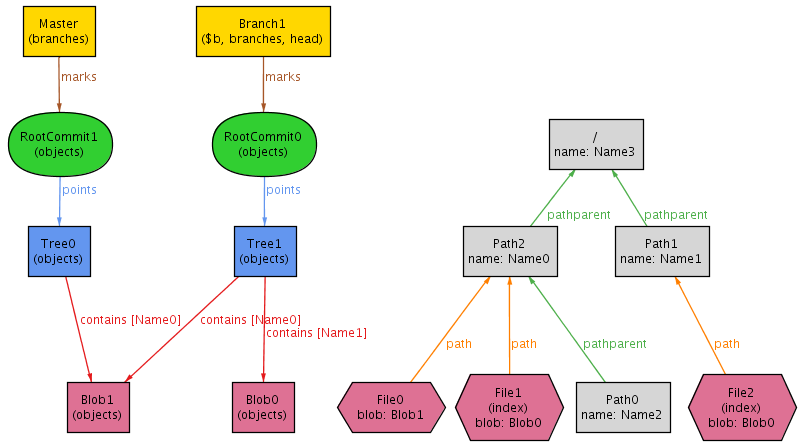 Master
(branches)
Branch1
($b, branches, head)
marks
marks
RootCommit1
(objects)
RootCommit0
(objects)
/
name: Name3
points
points
pathparent
pathparent
Tree0
(objects)
Tree1
(objects)
Path2
name: Name0
Path1
name: Name1
contains [Name0]
contains [Name0]
contains [Name1]
path
path
pathparent
path
Blob1
(objects)
Blob0
(objects)
File0
blob: Blob1
File1
(index)
blob: Blob0
Path0
name: Name2
File2
(index)
blob: Blob0